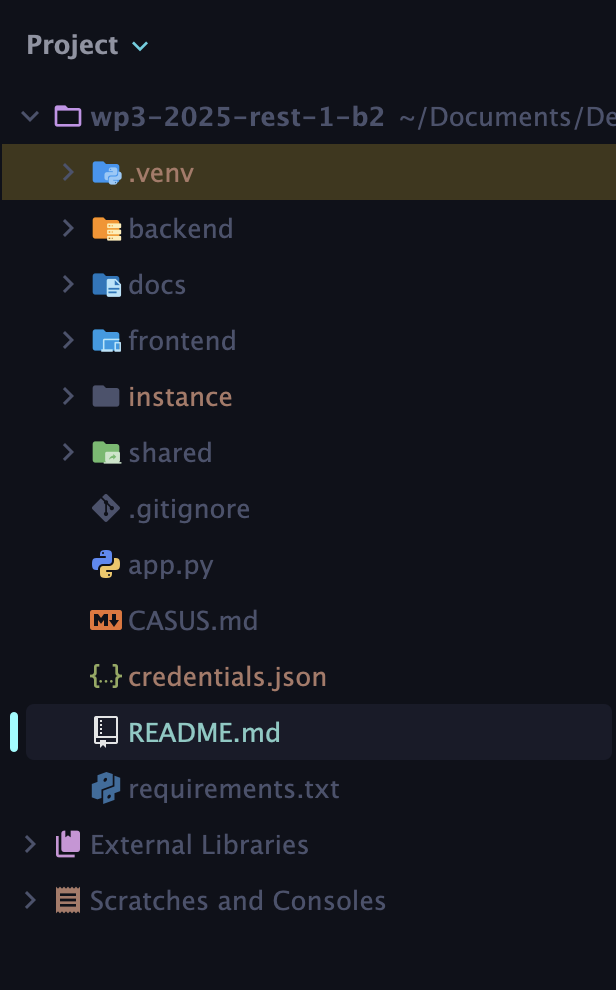 Project
wp3-2025-rest-1-b2 ~/Documents/De
.venv
backend
docs
frontend
instance
shared
.gitignore
app.py
CASUS.md
{..} credentials.json
README.md
requirements.txt
External Libraries
Scratches and Consoles